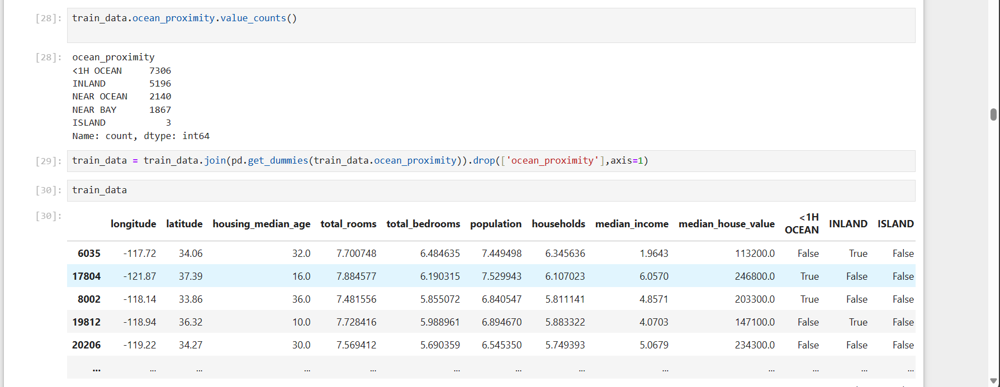 [28]: train_data.ocean_proximity.value_counts()
[28]: ocean_proximity
<1H OCEAN 7306
INLAND 5196
NEAR OCEAN 2140
NEAR BAY 1867
ISLAND 3
Name: count, dtype: int64
[29]: train_data = train_data.join(pd.get_dummies(train_data.ocean_proximity)).drop(['ocean_proximity'],axis=1)
[30]: train_data
[30]:
longitude latitude housing_median_age total_rooms total_bedrooms population households median_income median_house_value <1H OCEAN INLAND ISLAND
6035 -117.72 34.06 32.0 7.700748 6.484635 7.449498 6.345636 1.9643 113200.0 False True False
17804 -121.87 37.39 16.0 7.884577 6.190315 7.529943 6.107023 6.0570 246800.0 True False False
8002 -118.14 33.86 36.0 7.481556 5.855072 6.840547 5.811141 4.8571 203300.0 True False False
19812 -118.94 36.32 10.0 7.728416 5.988961 6.894670 5.883322 4.0703 147100.0 False True False
20206 -119.22 34.27 30.0 7.569412 5.690359 6.545350 5.749393 5.0679 234300.0 False False False
... ... ... ... ... ... ... ... ... ... ... ... ...